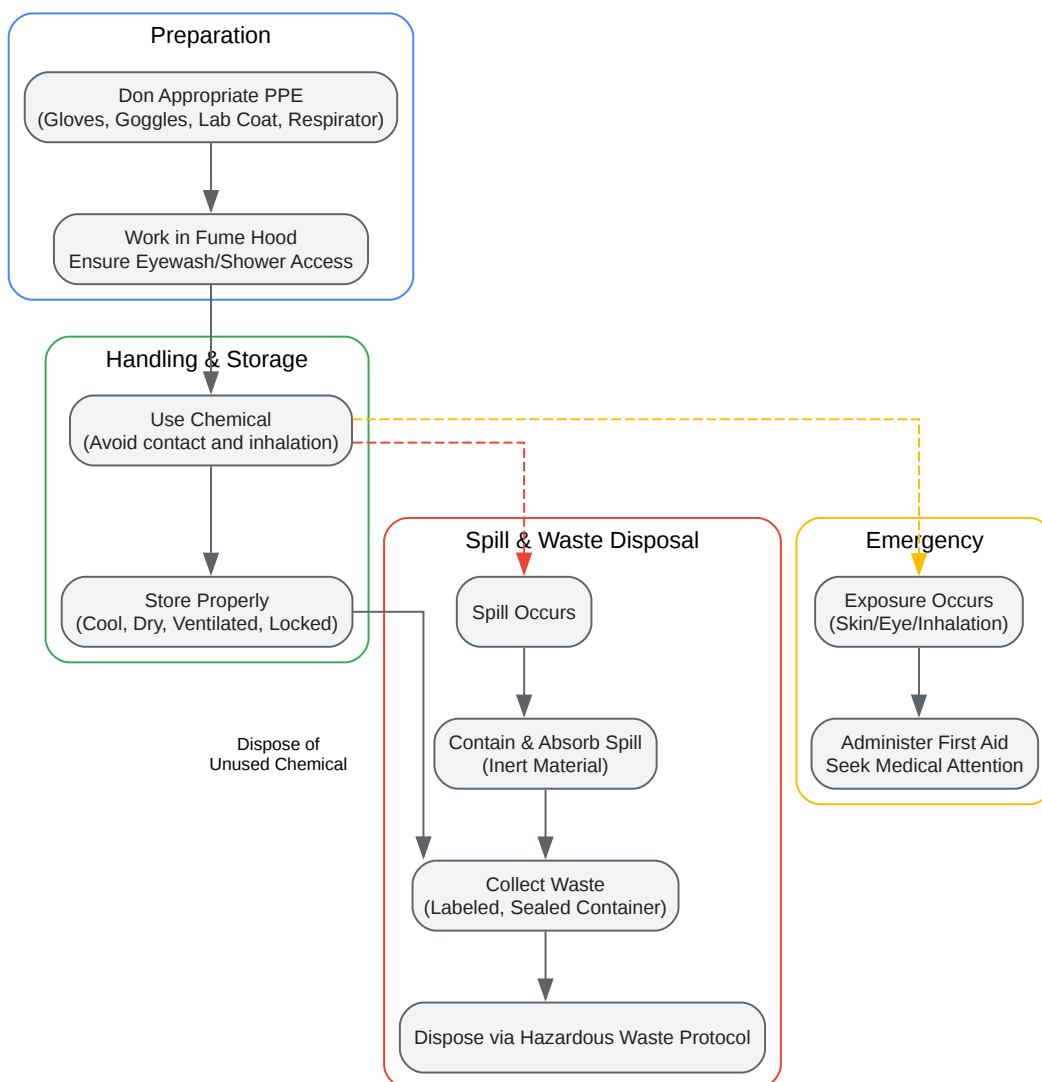 Preparation
Don Appropriate PPE
(Gloves, Goggles, Lab Coat, Respirator)
Work in Fume Hood
Ensure Eyewash/Shower Access
Handling & Storage
Use Chemical
(Avoid contact and inhalation)
Store Properly
(Cool, Dry, Ventilated, Locked)
Dispose of
Unused Chemical
Spill & Waste Disposal
Spill Occurs
Contain & Absorb Spill
(Inert Material)
Collect Waste
(Labeled, Sealed Container)
Dispose via Hazardous Waste Protocol
Emergency
Exposure Occurs
(Skin/Eye/Inhalation)
Administer First Aid
Seek Medical Attention